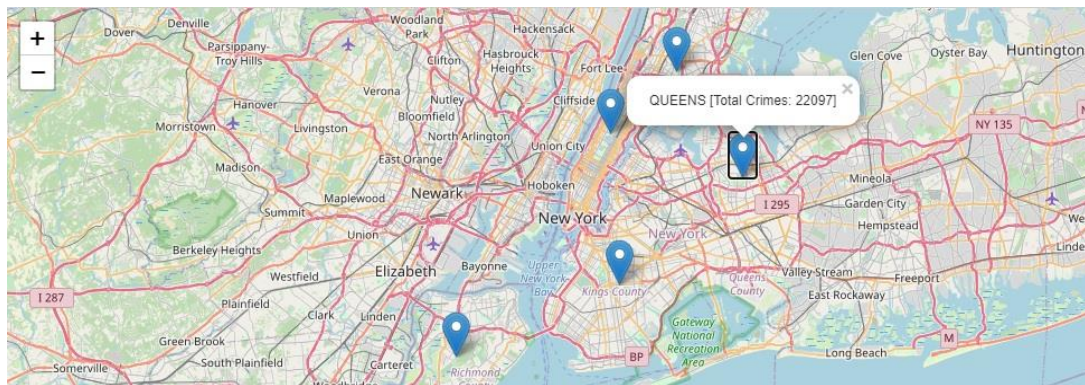 +
−
Dover
Denville
Parsippany-
Troy Hills
Woodland
Park
Hackensack
Clifton
Hasbrouck
Heights
Fort Lee
Glen Cove
Oyster Bay
Huntington
Verona
Nutley
Bloomfield
Cliffside
QUEENS [Total Crimes: 22097]
×
Hanover
Morristown
Livingston
North Arlington
Union City
NY 135
Madison
East Orange
Mineola
Summit
Maplewood
Newark
Hoboken
New York
I 295
Garden City
Hempstead
Union
New York
Berkeley Heights
Elizabeth
Bayonne
Upper
New York
Bay
Kings County
Queens
County
Valley Stream
Freeport
Westfield
East Rockaway
I 287
Plainfield
Clark
Linden
Gateway
National
Recreation
Area
Green Brook
South Plainfield
Carteret
Richmond
County
BP
Long Beach
M
Somerville
Woodbridge